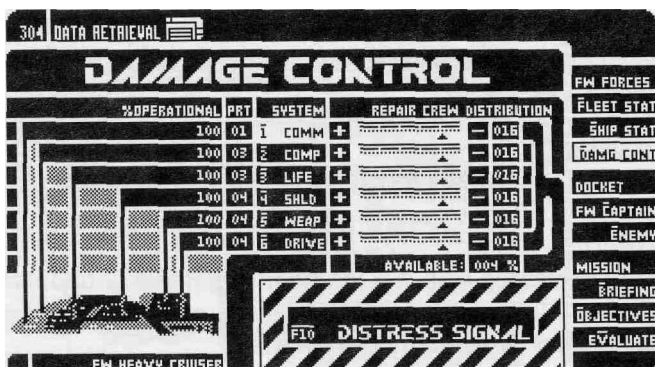 304 DATA RETRIEVAL
DAMAGE CONTROL
%OPERATIONAL PRT SYSTEM REPAIR CREW DISTRIBUTION
100 01 1 COMM + - 016
100 03 2 COMP + - 016
100 03 3 LIFE + - 016
100 04 4 SHLD + - 016
100 04 5 WEAP + - 016
100 04 6 DRIVE + - 016
AVAILABLE: 004 %
F10 DISTRESS SIGNAL
FW HEAVY CRUISER
FW FORCES
FLEET STAT
SHIP STAT
DAMG CONT
DOCKET
FW CAPTAIN
ENEMY
MISSION
BRIEFING
OBJECTIVES
EVALUATE